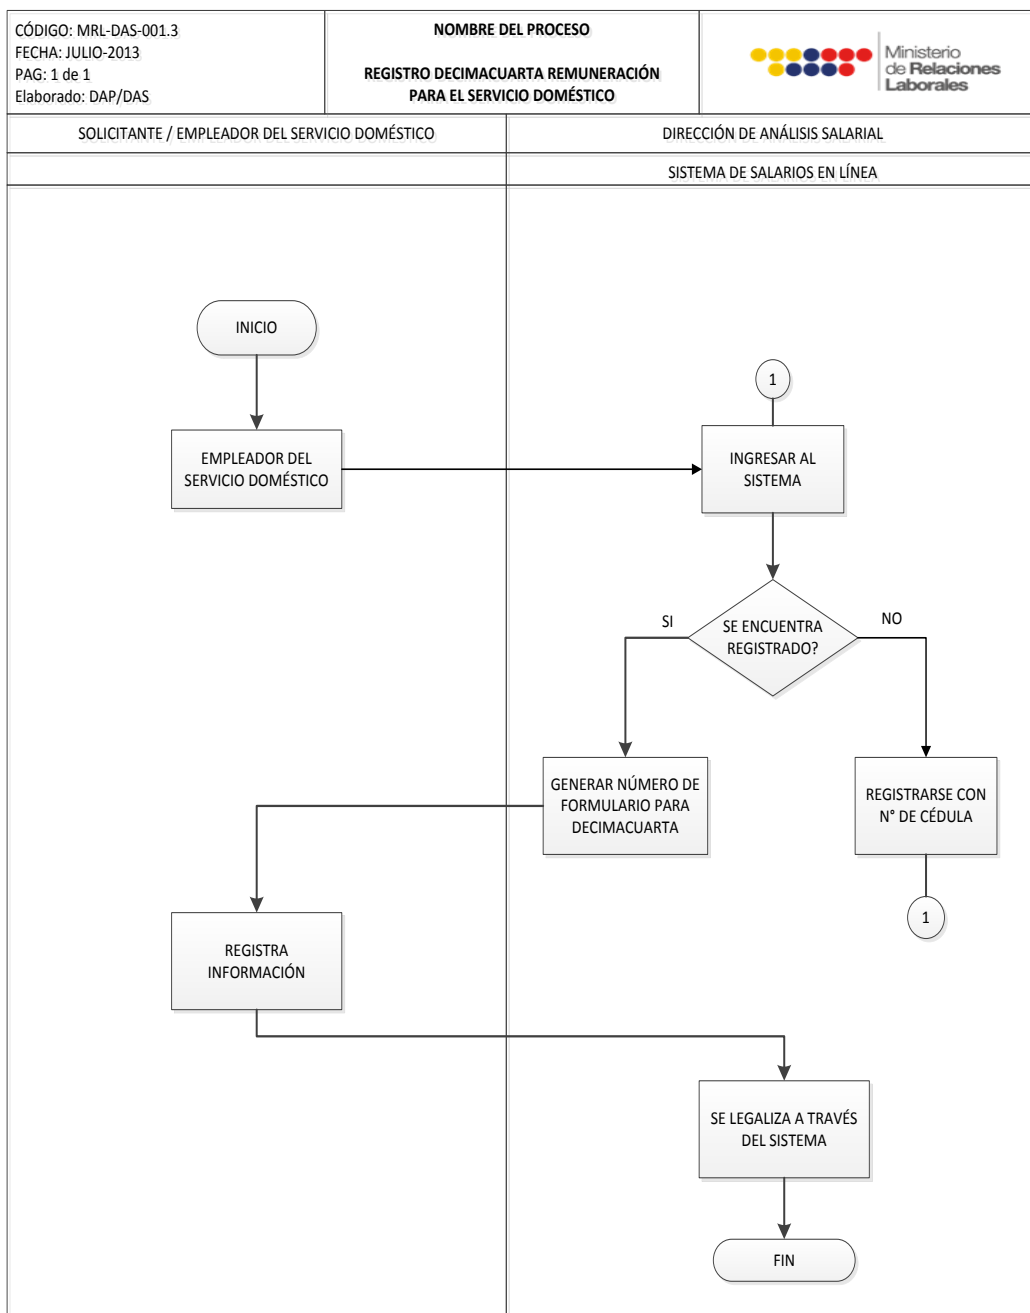 CÓDIGO: MRL-DAS-001.3
FECHA: JULIO-2013
PAG: 1 de 1
Elaborado: DAP/DAS
NOMBRE DEL PROCESO
REGISTRO DECIMACUARTA REMUNERACIÓN
PARA EL SERVICIO DOMÉSTICO
Ministerio
de Relaciones
Laborales
SOLICITANTE / EMPLEADOR DEL SERVICIO DOMÉSTICO
DIRECCIÓN DE ANÁLISIS SALARIAL
SISTEMA DE SALARIOS EN LÍNEA
INICIO
1
EMPLEADOR DEL
SERVICIO DOMÉSTICO
INGRESAR AL
SISTEMA
SE ENCUENTRA
REGISTRADO?
SI
NO
GENERAR NÚMERO DE
FORMULARIO PARA
DECIMACUARTA
REGISTRARSE CON
N° DE CÉDULA
1
REGISTRA
INFORMACIÓN
SE LEGALIZA A TRAVÉS
DEL SISTEMA
FIN